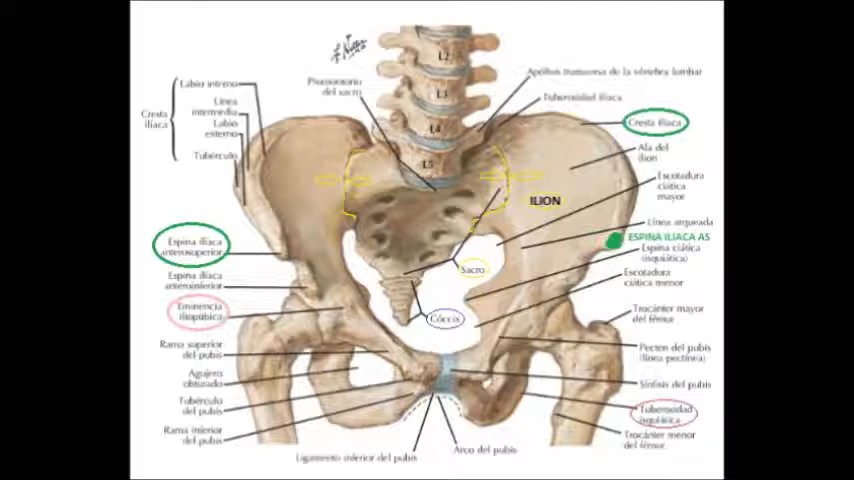 F. Netter
L2
L3
L4
L5
Promontorio
del sacro
Apófisis transversa de la vértebra lumbar
Tuberosidad ilíaca
Cresta
ilíaca
Labio interno
Línea
intermedia
Labio
externo
Tubérculo
Cresta ilíaca
Ala del
ilion
Escotadura
ciática
mayor
ILION
Línea arqueada
ESPINA ILIACA AS
Espina ciática
(isquiática)
Escotadura
ciática menor
Espina ilíaca
anterosuperior
Espina ilíaca
anteroinferior
Eminencia
iliopúbica
Sacro
Cóccix
Trocánter mayor
del fémur
Rama superior
del pubis
Agujero
obturado
Tubérculo
del pubis
Rama inferior
del pubis
Pecten del pubis
(línea pectínea)
Sínfisis del pubis
Tuberosidad
isquiática
Trocánter menor
del fémur
Ligamento inferior del pubis
Arco del pubis